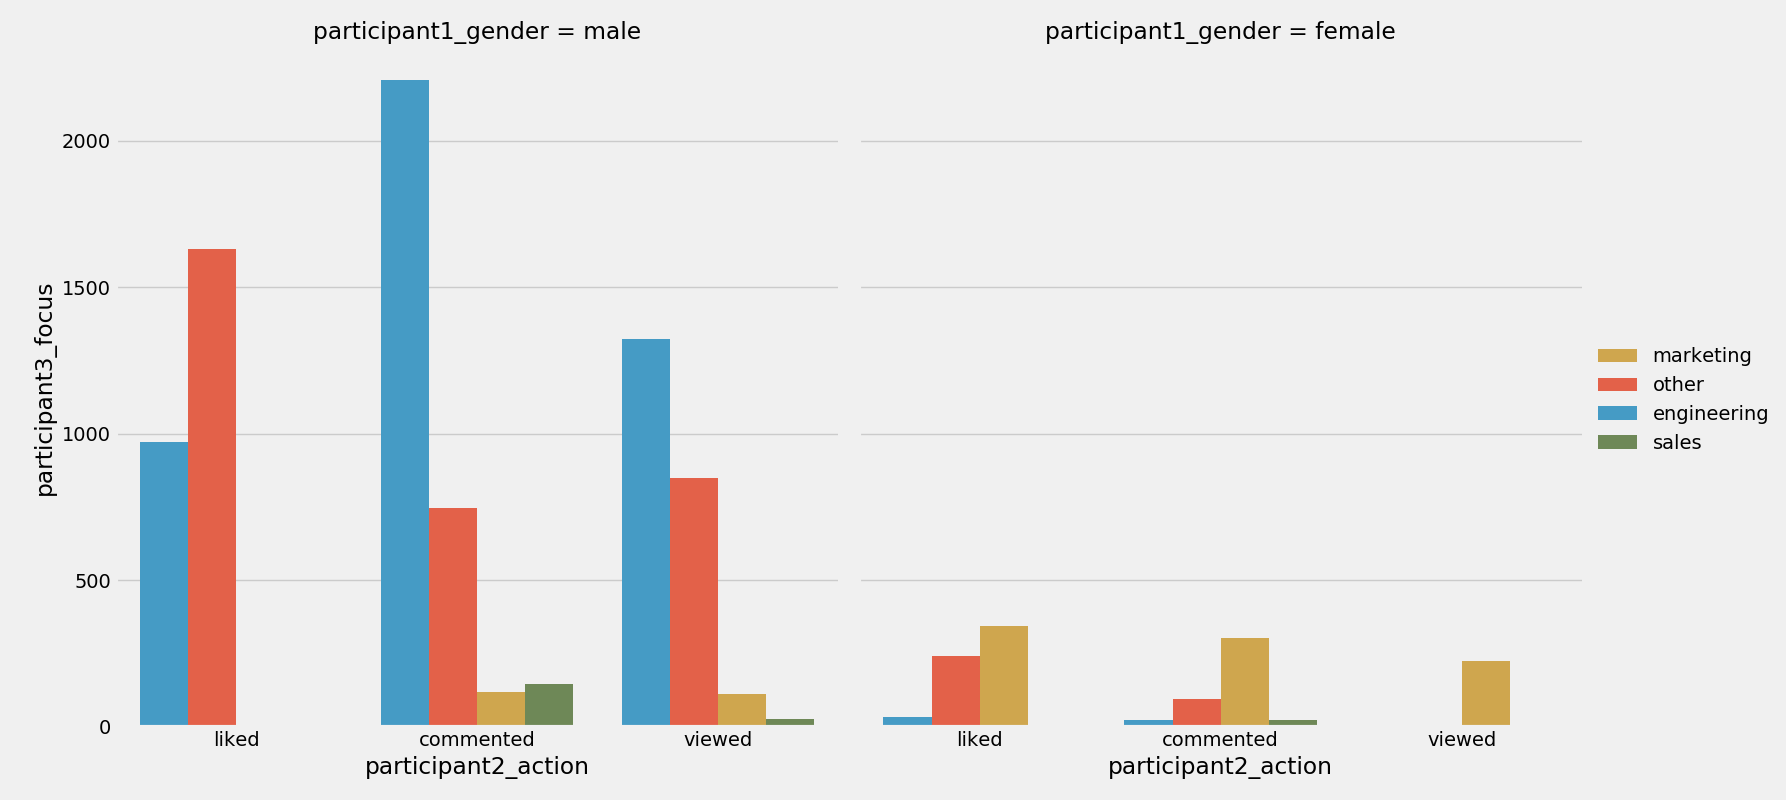 participant1_gender = male
participant1_gender = female
participant3_focus
2000
1500
1000
500
0
liked
commented
viewed
participant2_action
liked
commented
viewed
participant2_action
marketing
other
engineering
sales